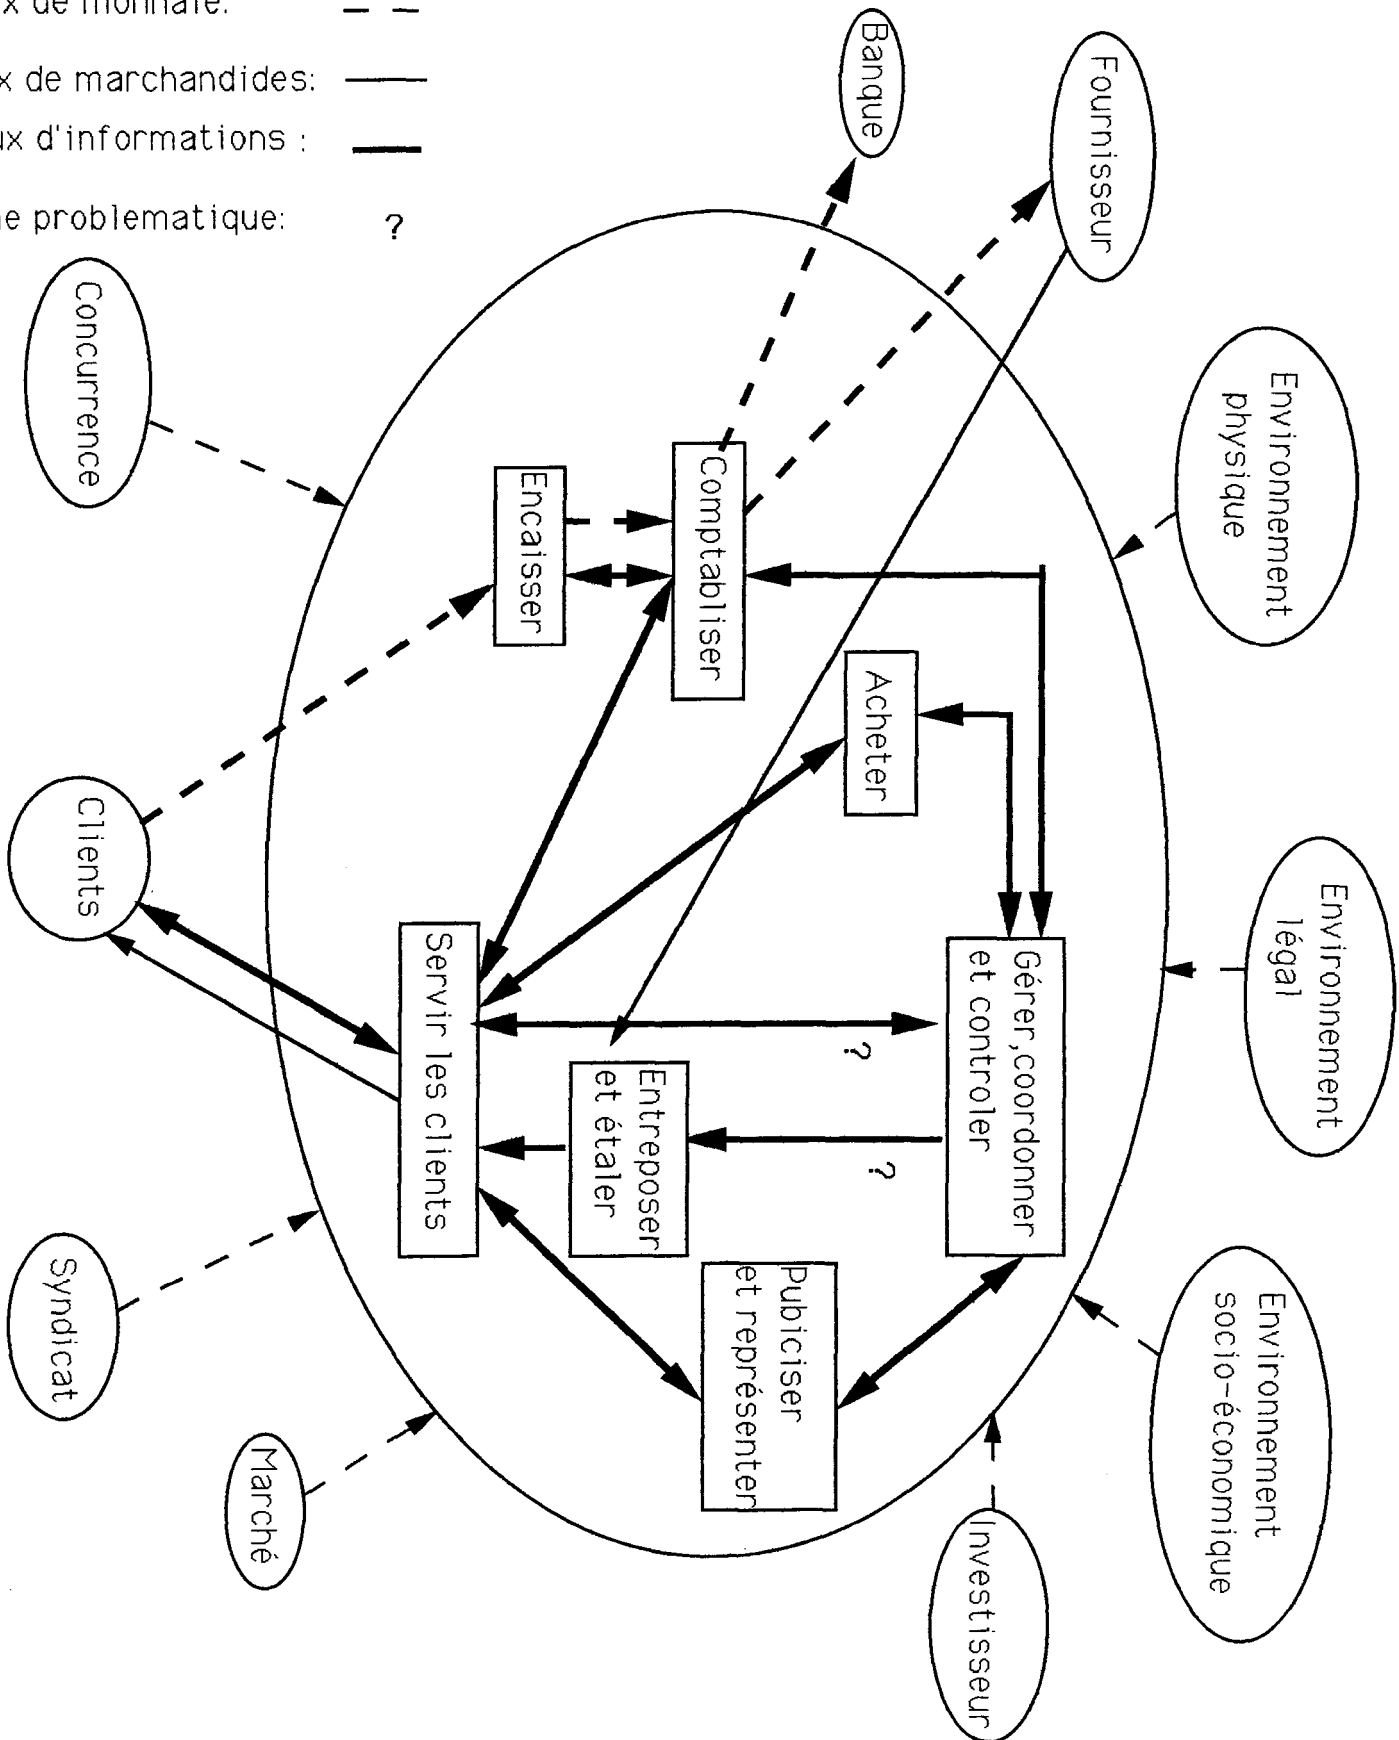 x de monnaie:
x de marchandides:
ux d'informations :
ne problematique:
?
Banque
Fournisseur
Concurrence
Environnement
physique
Comptabliser
Encaisser
Acheter
Environnement
légal
Clients
Gérer,coordonner
et controler
Servir les clients
?
Entreposer
et étaler
?
Pubiciser
et représenter
Environnement
socio-économique
Syndicat
Marché
Investisseur